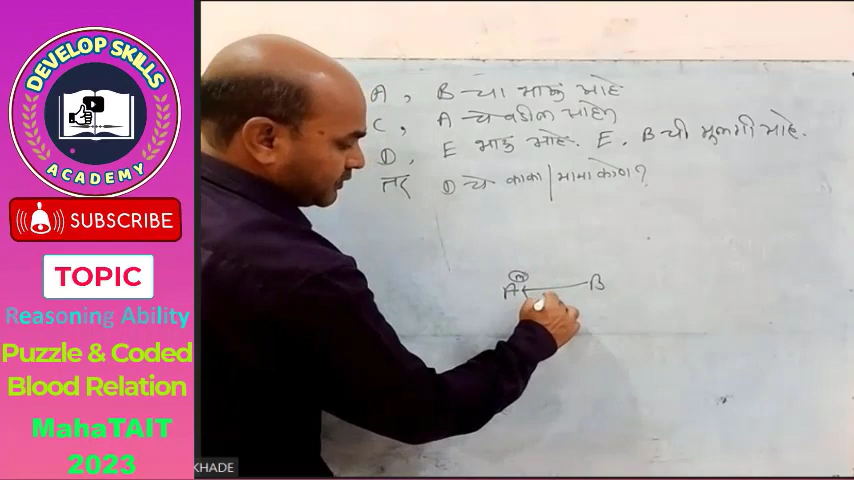 DEVELOP SKILLS
ACADEMY
SUBSCRIBE
TOPIC
Reasoning Ability
Puzzle & Coded
Blood Relation
MahaTAIT
2023
A, B चा भाऊ आहे
C, A चे वडील आहेत
D, E भाऊ आहे. E, B ची मुलगी आहे.
तर D चे काका/मामा कोण?
m
A B
KHADE